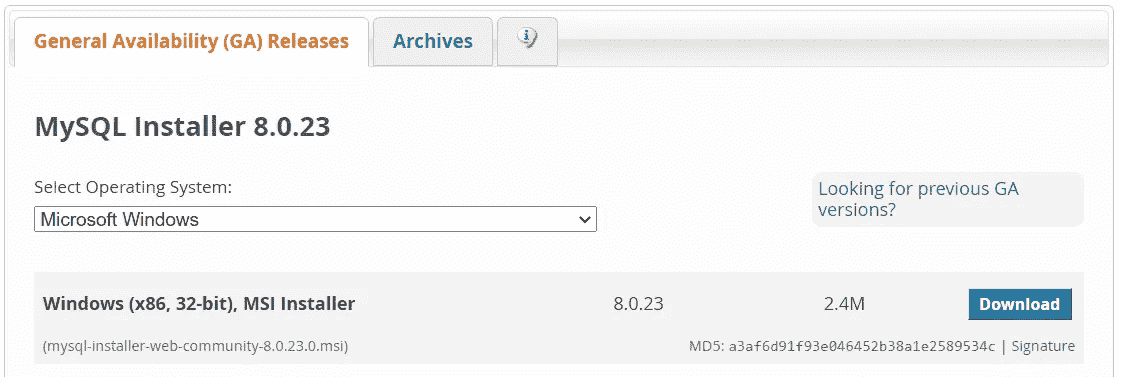 General Availability (GA) Releases Archives
MySQL Installer 8.0.23
Select Operating System:
Microsoft Windows
Looking for previous GA
versions?
Windows (x86, 32-bit), MSI Installer 8.0.23 2.4M Download
(mysql-installer-web-community-8.0.23.0.msi) MD5: a3af6d91f93e046452b38a1e2589534c | Signature